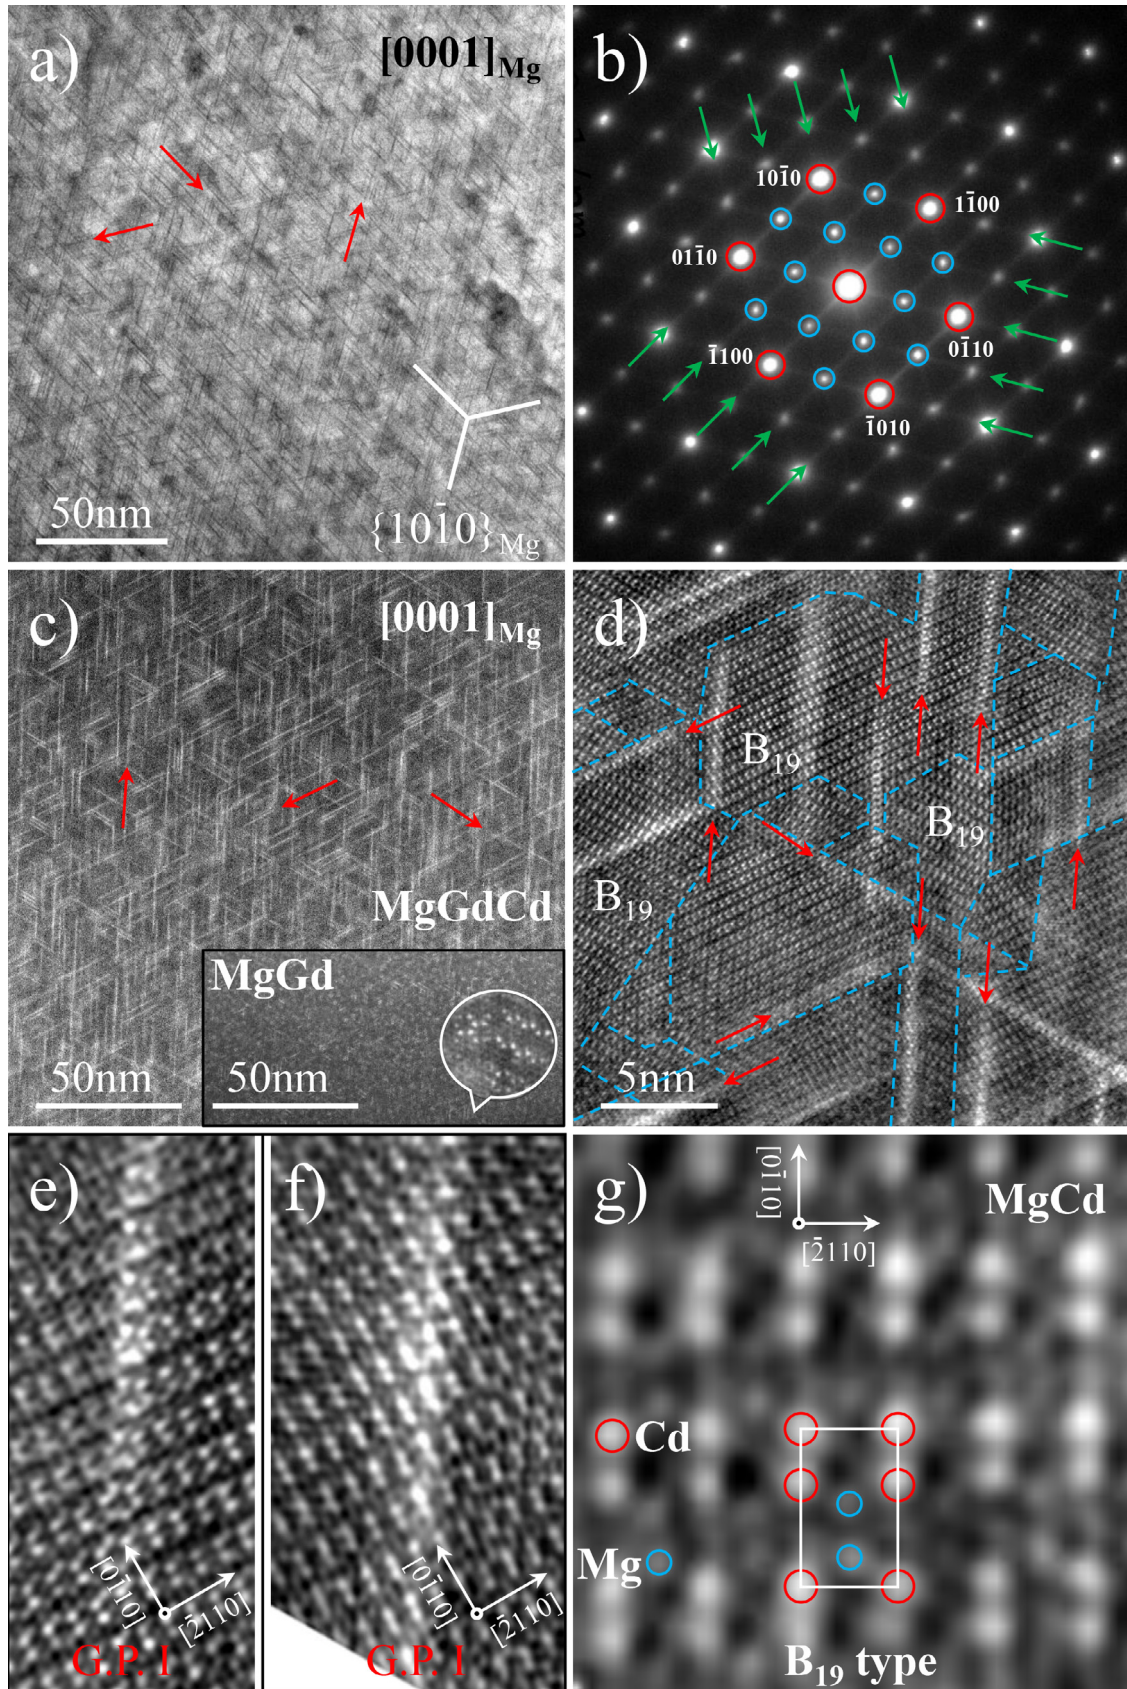 a)
[0001]Mg
50nm
{101̄0}Mg
b)
101̄0
11̄00
011̄0
01̄10
1̄100
1̄010
c)
[0001]Mg
MgGdCd
MgGd
50nm
50nm
d)
B19
B19
B19
5nm
e)
[01̄10]
[2̄110]
G.P. I
f)
[01̄10]
[2̄110]
G.P. I
g)
[01̄10]
MgCd
[2̄110]
Cd
Mg
B19 type